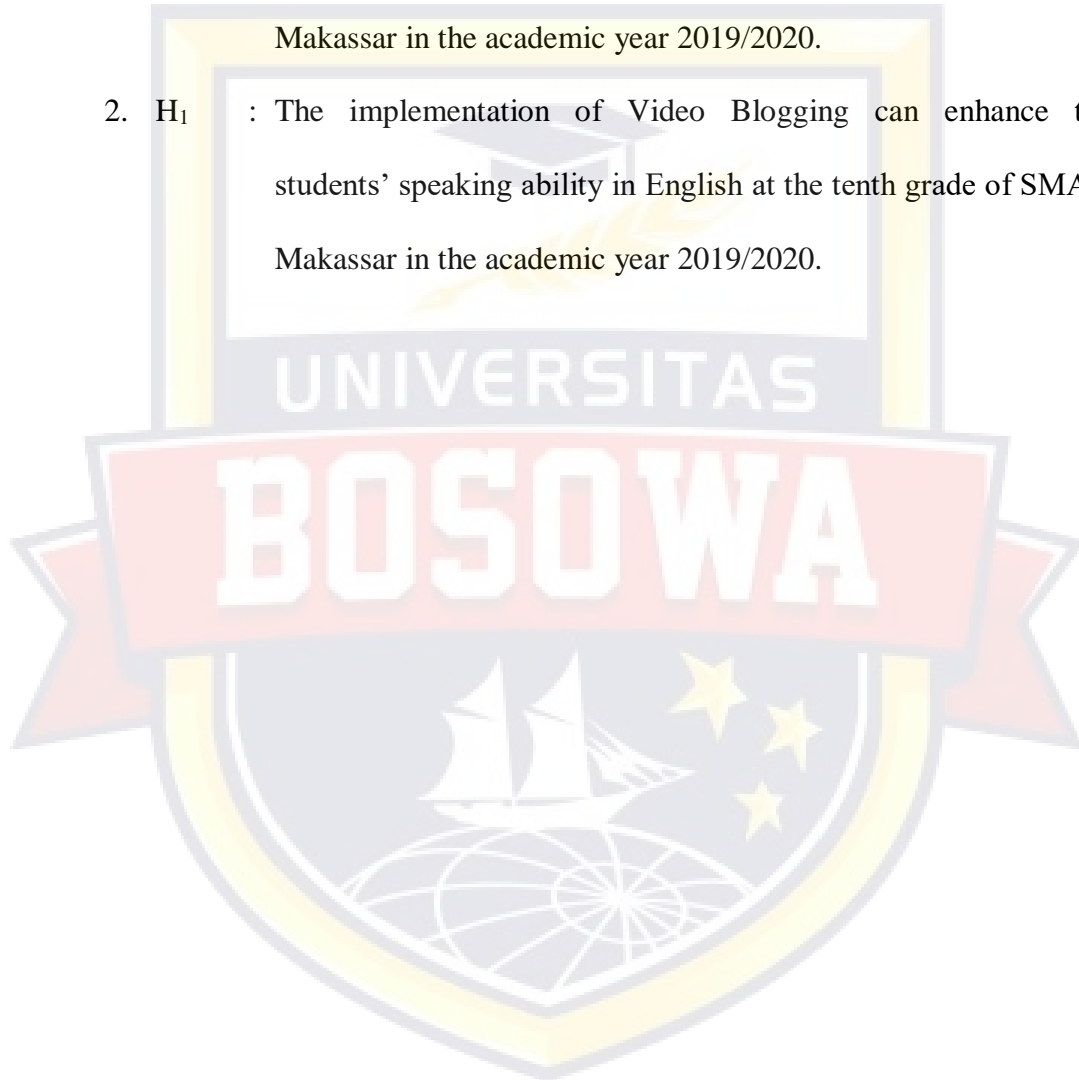 Makassar in the academic year 2019/2020.
2. H₁ : The implementation of Video Blogging can enhance t
students’ speaking ability in English at the tenth grade of SMA
Makassar in the academic year 2019/2020.
UNIVERSITAS
BOSOWA